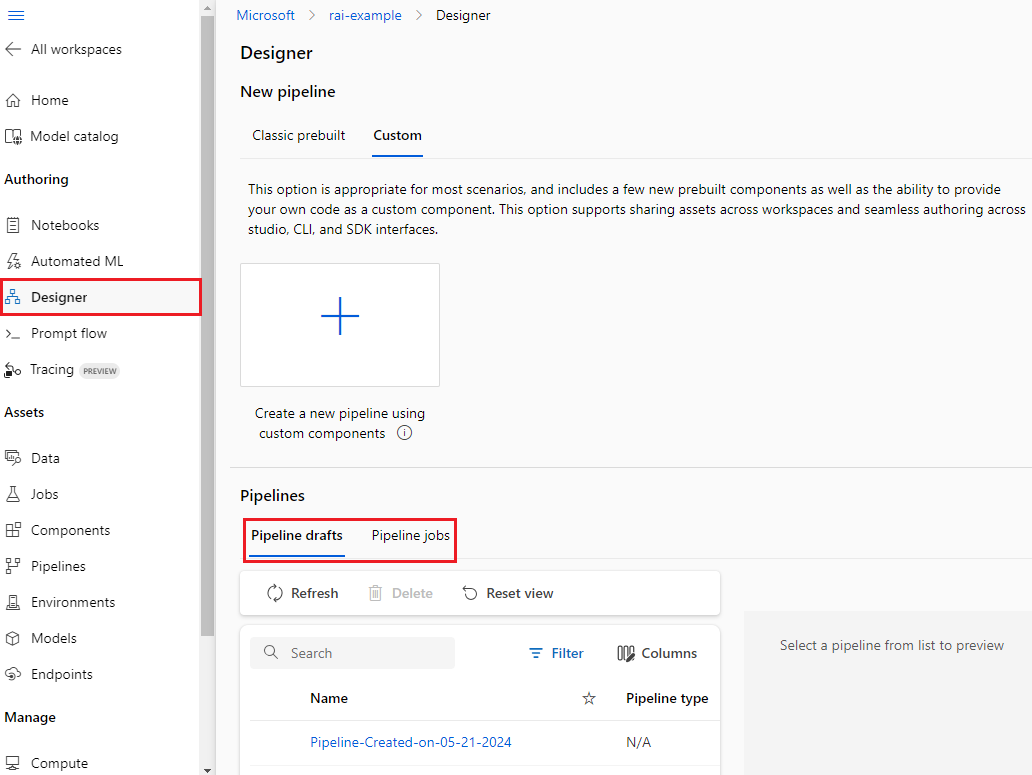 All workspaces
Home
Model catalog
Authoring
Notebooks
Automated ML
Designer
Prompt flow
Tracing PREVIEW
Assets
Data
Jobs
Components
Pipelines
Environments
Models
Endpoints
Manage
Compute
Microsoft > rai-example > Designer
Designer
New pipeline
Classic prebuilt Custom
This option is appropriate for most scenarios, and includes a few new prebuilt components as well as the ability to provide
your own code as a custom component. This option supports sharing assets across workspaces and seamless authoring across
studio, CLI, and SDK interfaces.
Create a new pipeline using
custom components
Pipelines
Pipeline drafts Pipeline jobs
Refresh Delete Reset view
Search Filter Columns
Name Pipeline type
Pipeline-Created-on-05-21-2024 N/A
Select a pipeline from list to preview